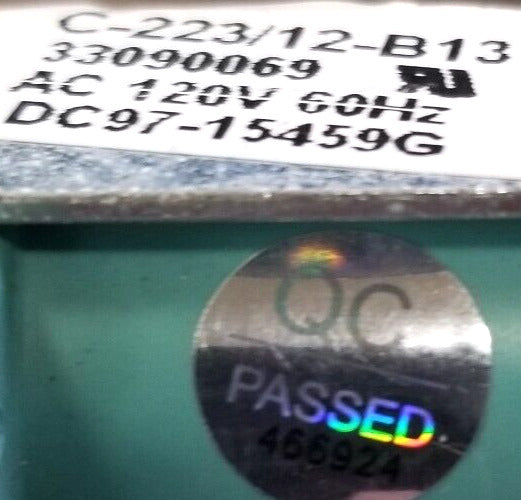 C-223/12-B13
33090069
AC 120V 60Hz
DC97-15459G
QC
PASSED
466924